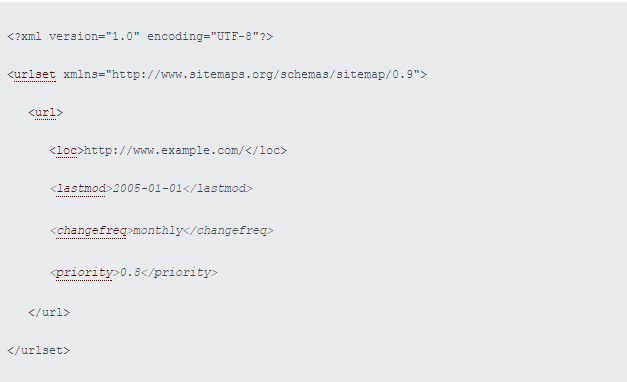 <?xml version="1.0" encoding="UTF-8"?>
<urlset xmlns="http://www.sitemaps.org/schemas/sitemap/0.9">
<url>
<loc>http://www.example.com/</loc>
<lastmod>2005-01-01</lastmod>
<changefreq>monthly</changefreq>
<priority>0.8</priority>
</url>
</urlset>